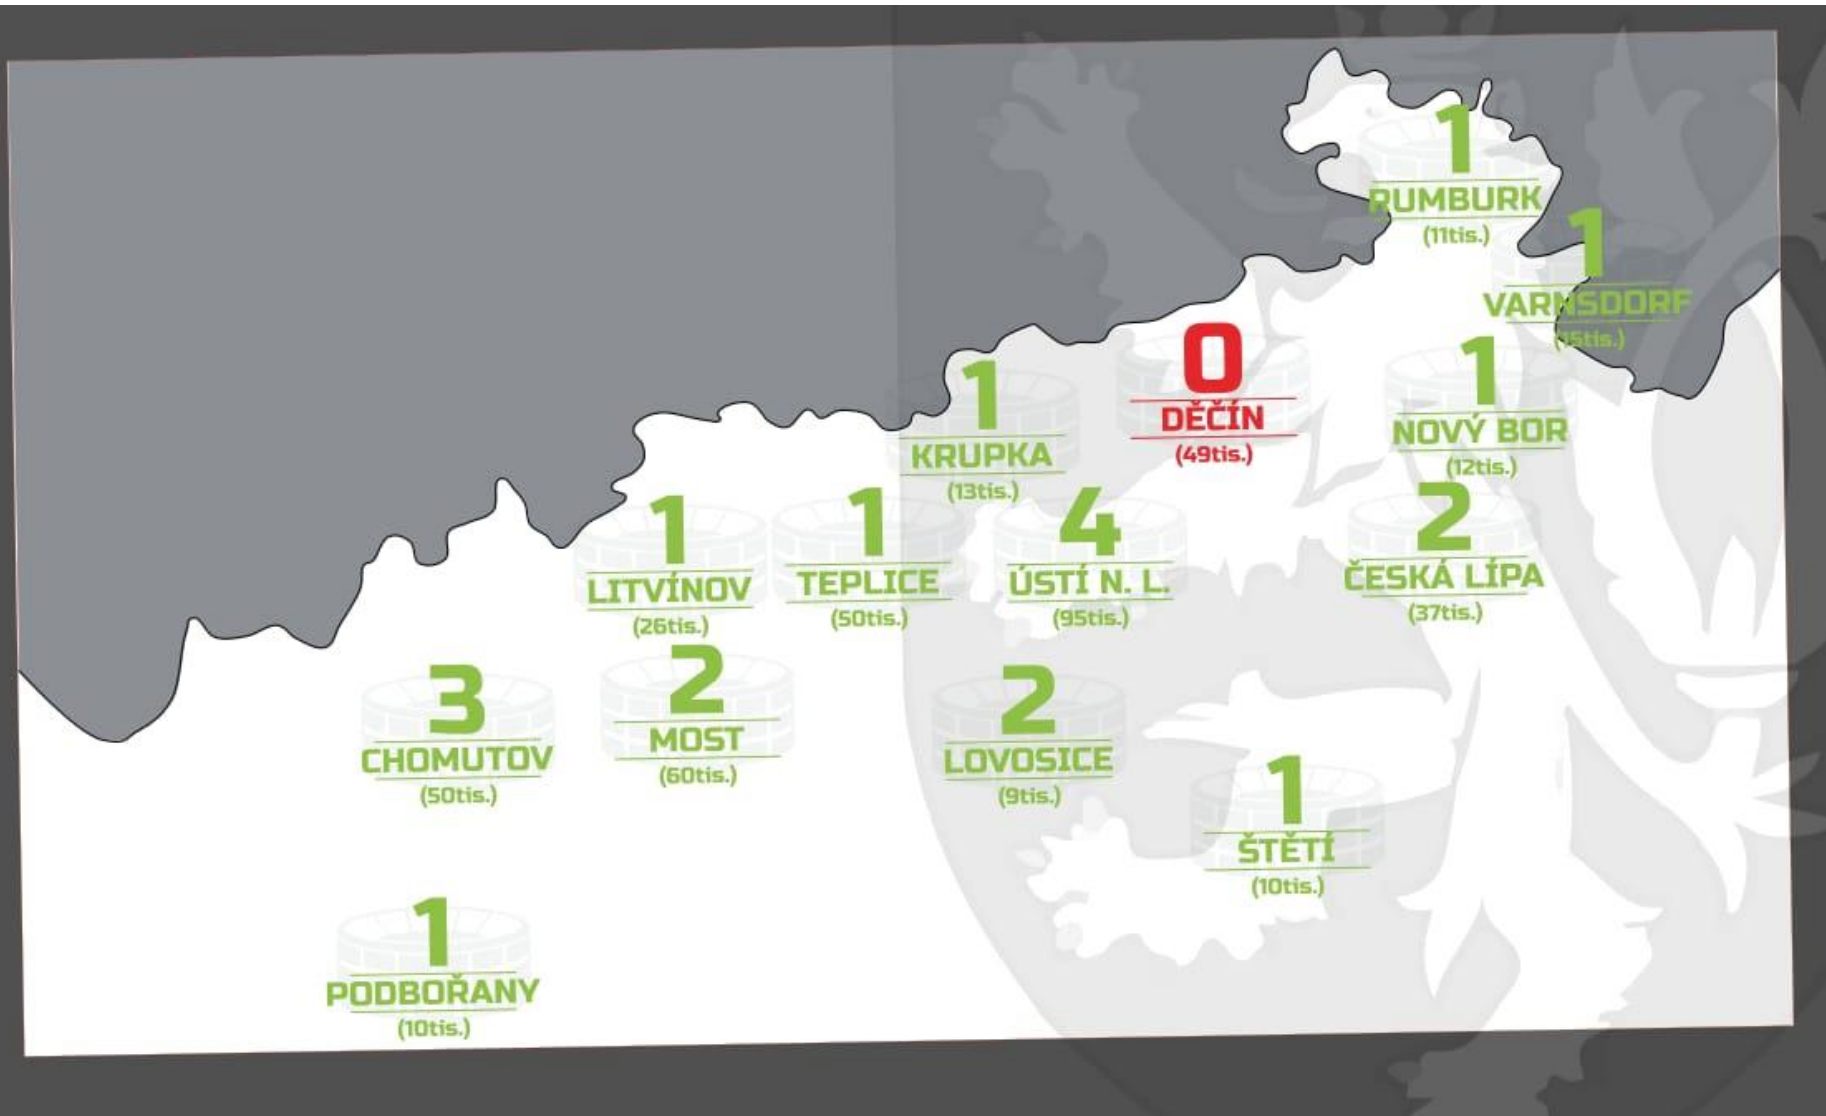 1
RUMBURK
(11tis.)
1
VARNSDORF
(15tis.)
0
DĚČÍN
(49tis.)
1
NOVÝ BOR
(12tis.)
1
KRUPKA
(13tis.)
1
LITVÍNOV
(26tis.)
1
TEPLICE
(50tis.)
4
ÚSTÍ N. L.
(95tis.)
2
ČESKÁ LÍPA
(37tis.)
3
CHOMUTOV
(50tis.)
2
MOST
(60tis.)
2
LOVOSICE
(9tis.)
1
ŠTĚTÍ
(10tis.)
1
PODBOŘANY
(10tis.)